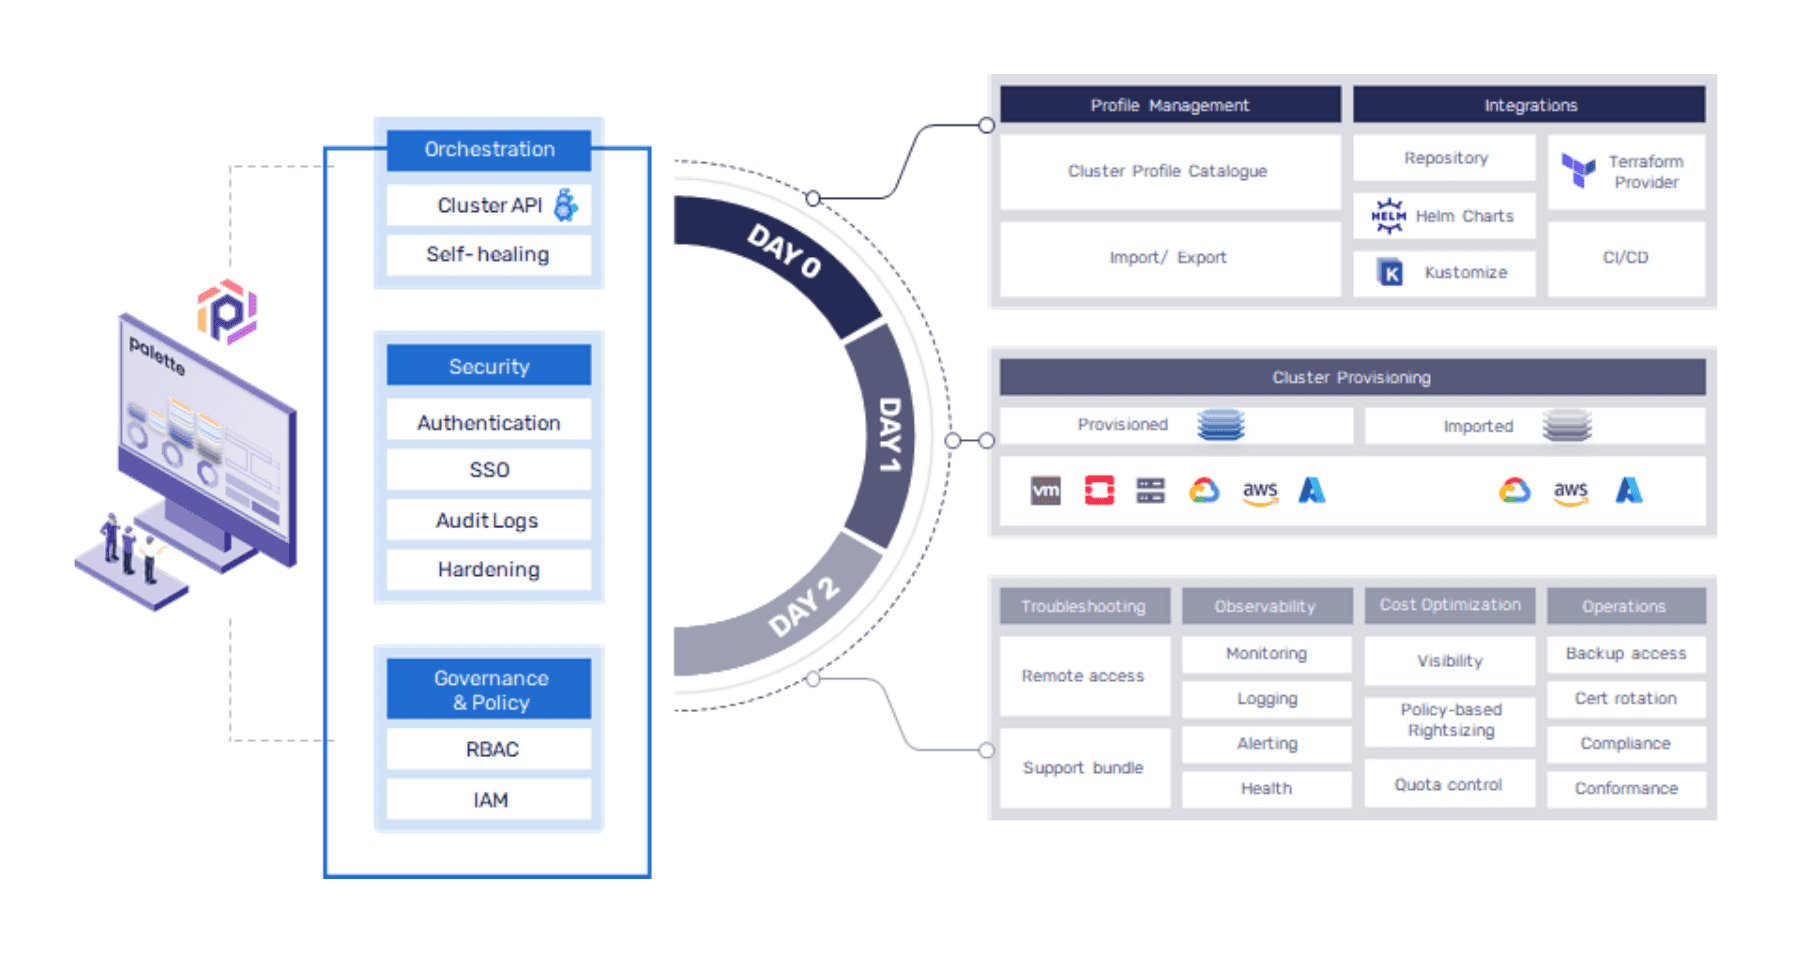 palette
Orchestration
Cluster API
Self-healing
Security
Authentication
SSO
Audit Logs
Hardening
Governance
& Policy
RBAC
IAM
DAY 0
DAY 1
DAY 2
Profile Management
Cluster Profile Catalogue
Import/ Export
Integrations
Repository
HELM Helm Charts
K Kustomize
Terraform
Provider
CI/CD
Cluster Provisioning
Provisioned
Imported
vm
aws
aws
Troubleshooting
Remote access
Support bundle
Observability
Monitoring
Logging
Alerting
Health
Cost Optimization
Visibility
Policy-based
Rightsizing
Quota control
Operations
Backup access
Cert rotation
Compliance
Conformance